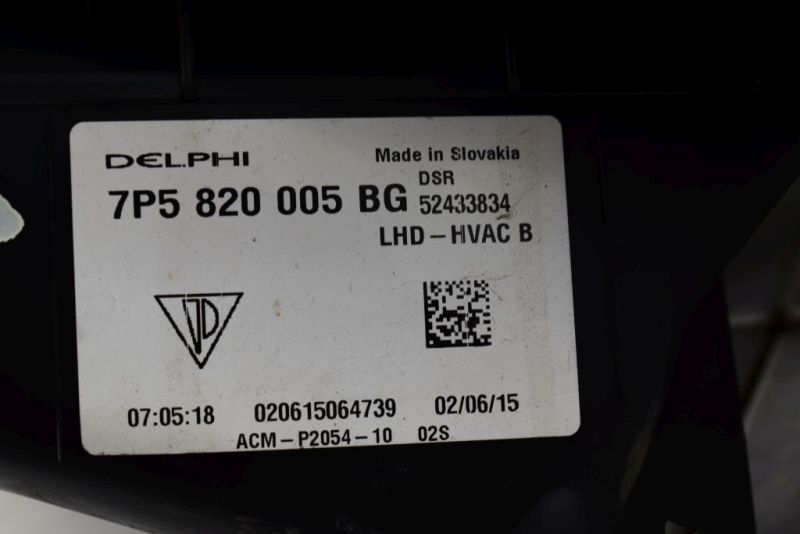 DELPHI Made in Slovakia
DSR
7P5 820 005 BG 52433834
LHD-HVAC B
JD
07:05:18 020615064739 02/06/15
ACM-P2054-10 02S